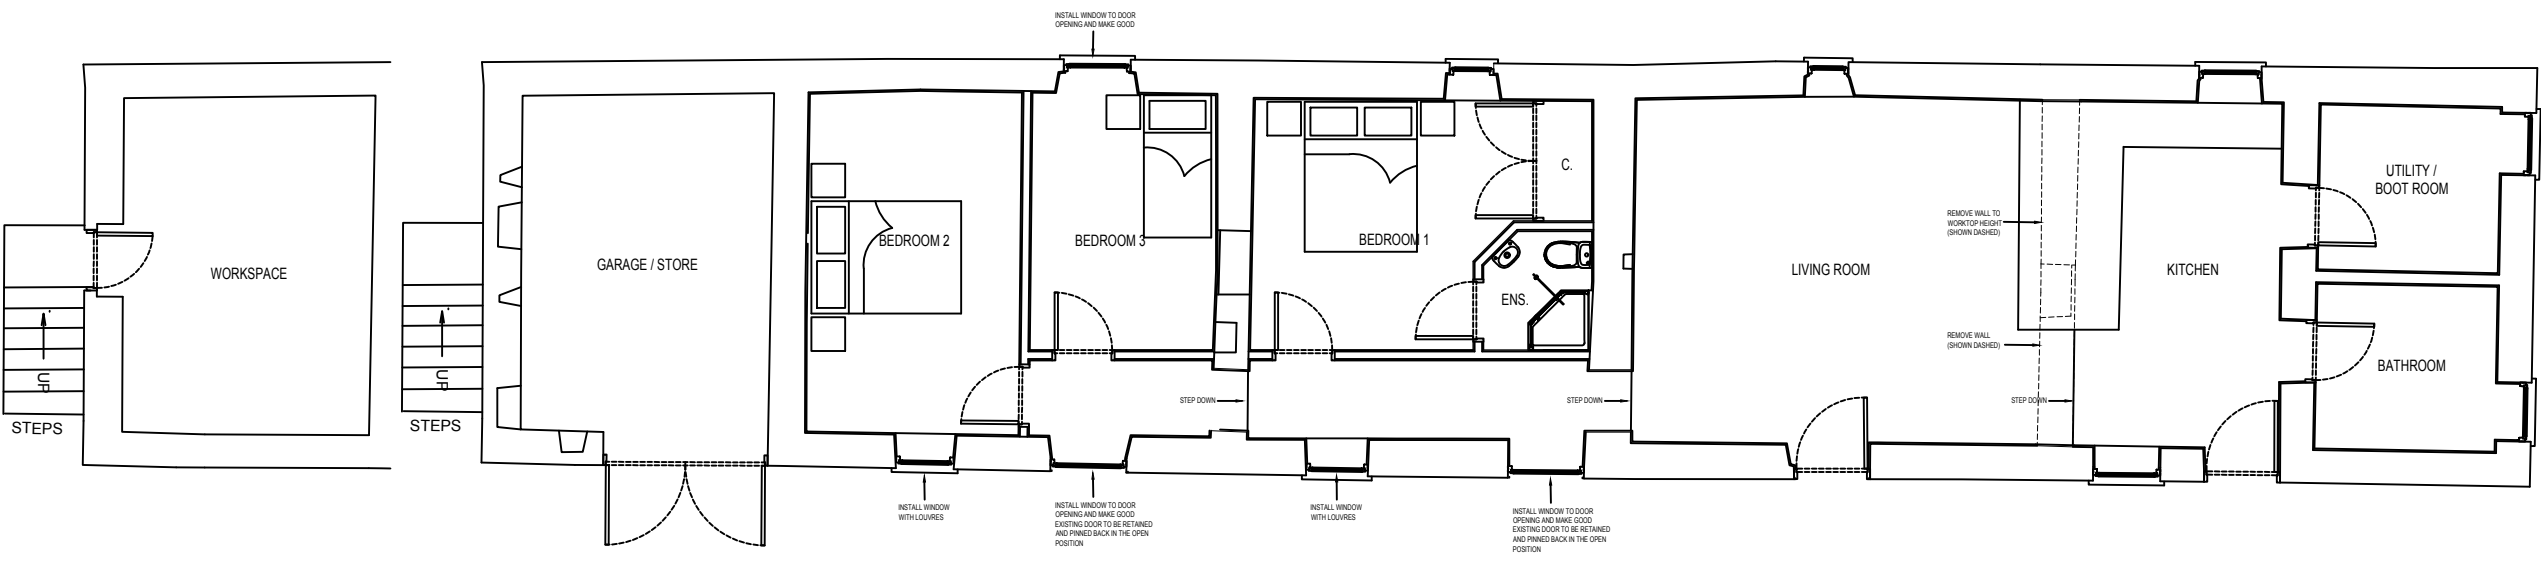 INSTALL WINDOW TO DOOR
OPENING AND MAKE GOOD
WORKSPACE
UP
STEPS
UP
STEPS
GARAGE / STORE
BEDROOM 2
BEDROOM 3
BEDROOM 1
C.
ENS.
LIVING ROOM
REMOVE WALL TO
WORKTOP HEIGHT
(SHOWN DASHED)
REMOVE WALL
(SHOWN DASHED)
KITCHEN
UTILITY /
BOOT ROOM
BATHROOM
STEP DOWN
STEP DOWN
STEP DOWN
INSTALL WINDOW
WITH LOUVRES
INSTALL WINDOW TO DOOR
OPENING AND MAKE GOOD
EXISTING DOOR TO BE RETAINED
AND PINNED BACK IN THE OPEN
POSITION
INSTALL WINDOW
WITH LOUVRES
INSTALL WINDOW TO DOOR
OPENING AND MAKE GOOD
EXISTING DOOR TO BE RETAINED
AND PINNED BACK IN THE OPEN
POSITION